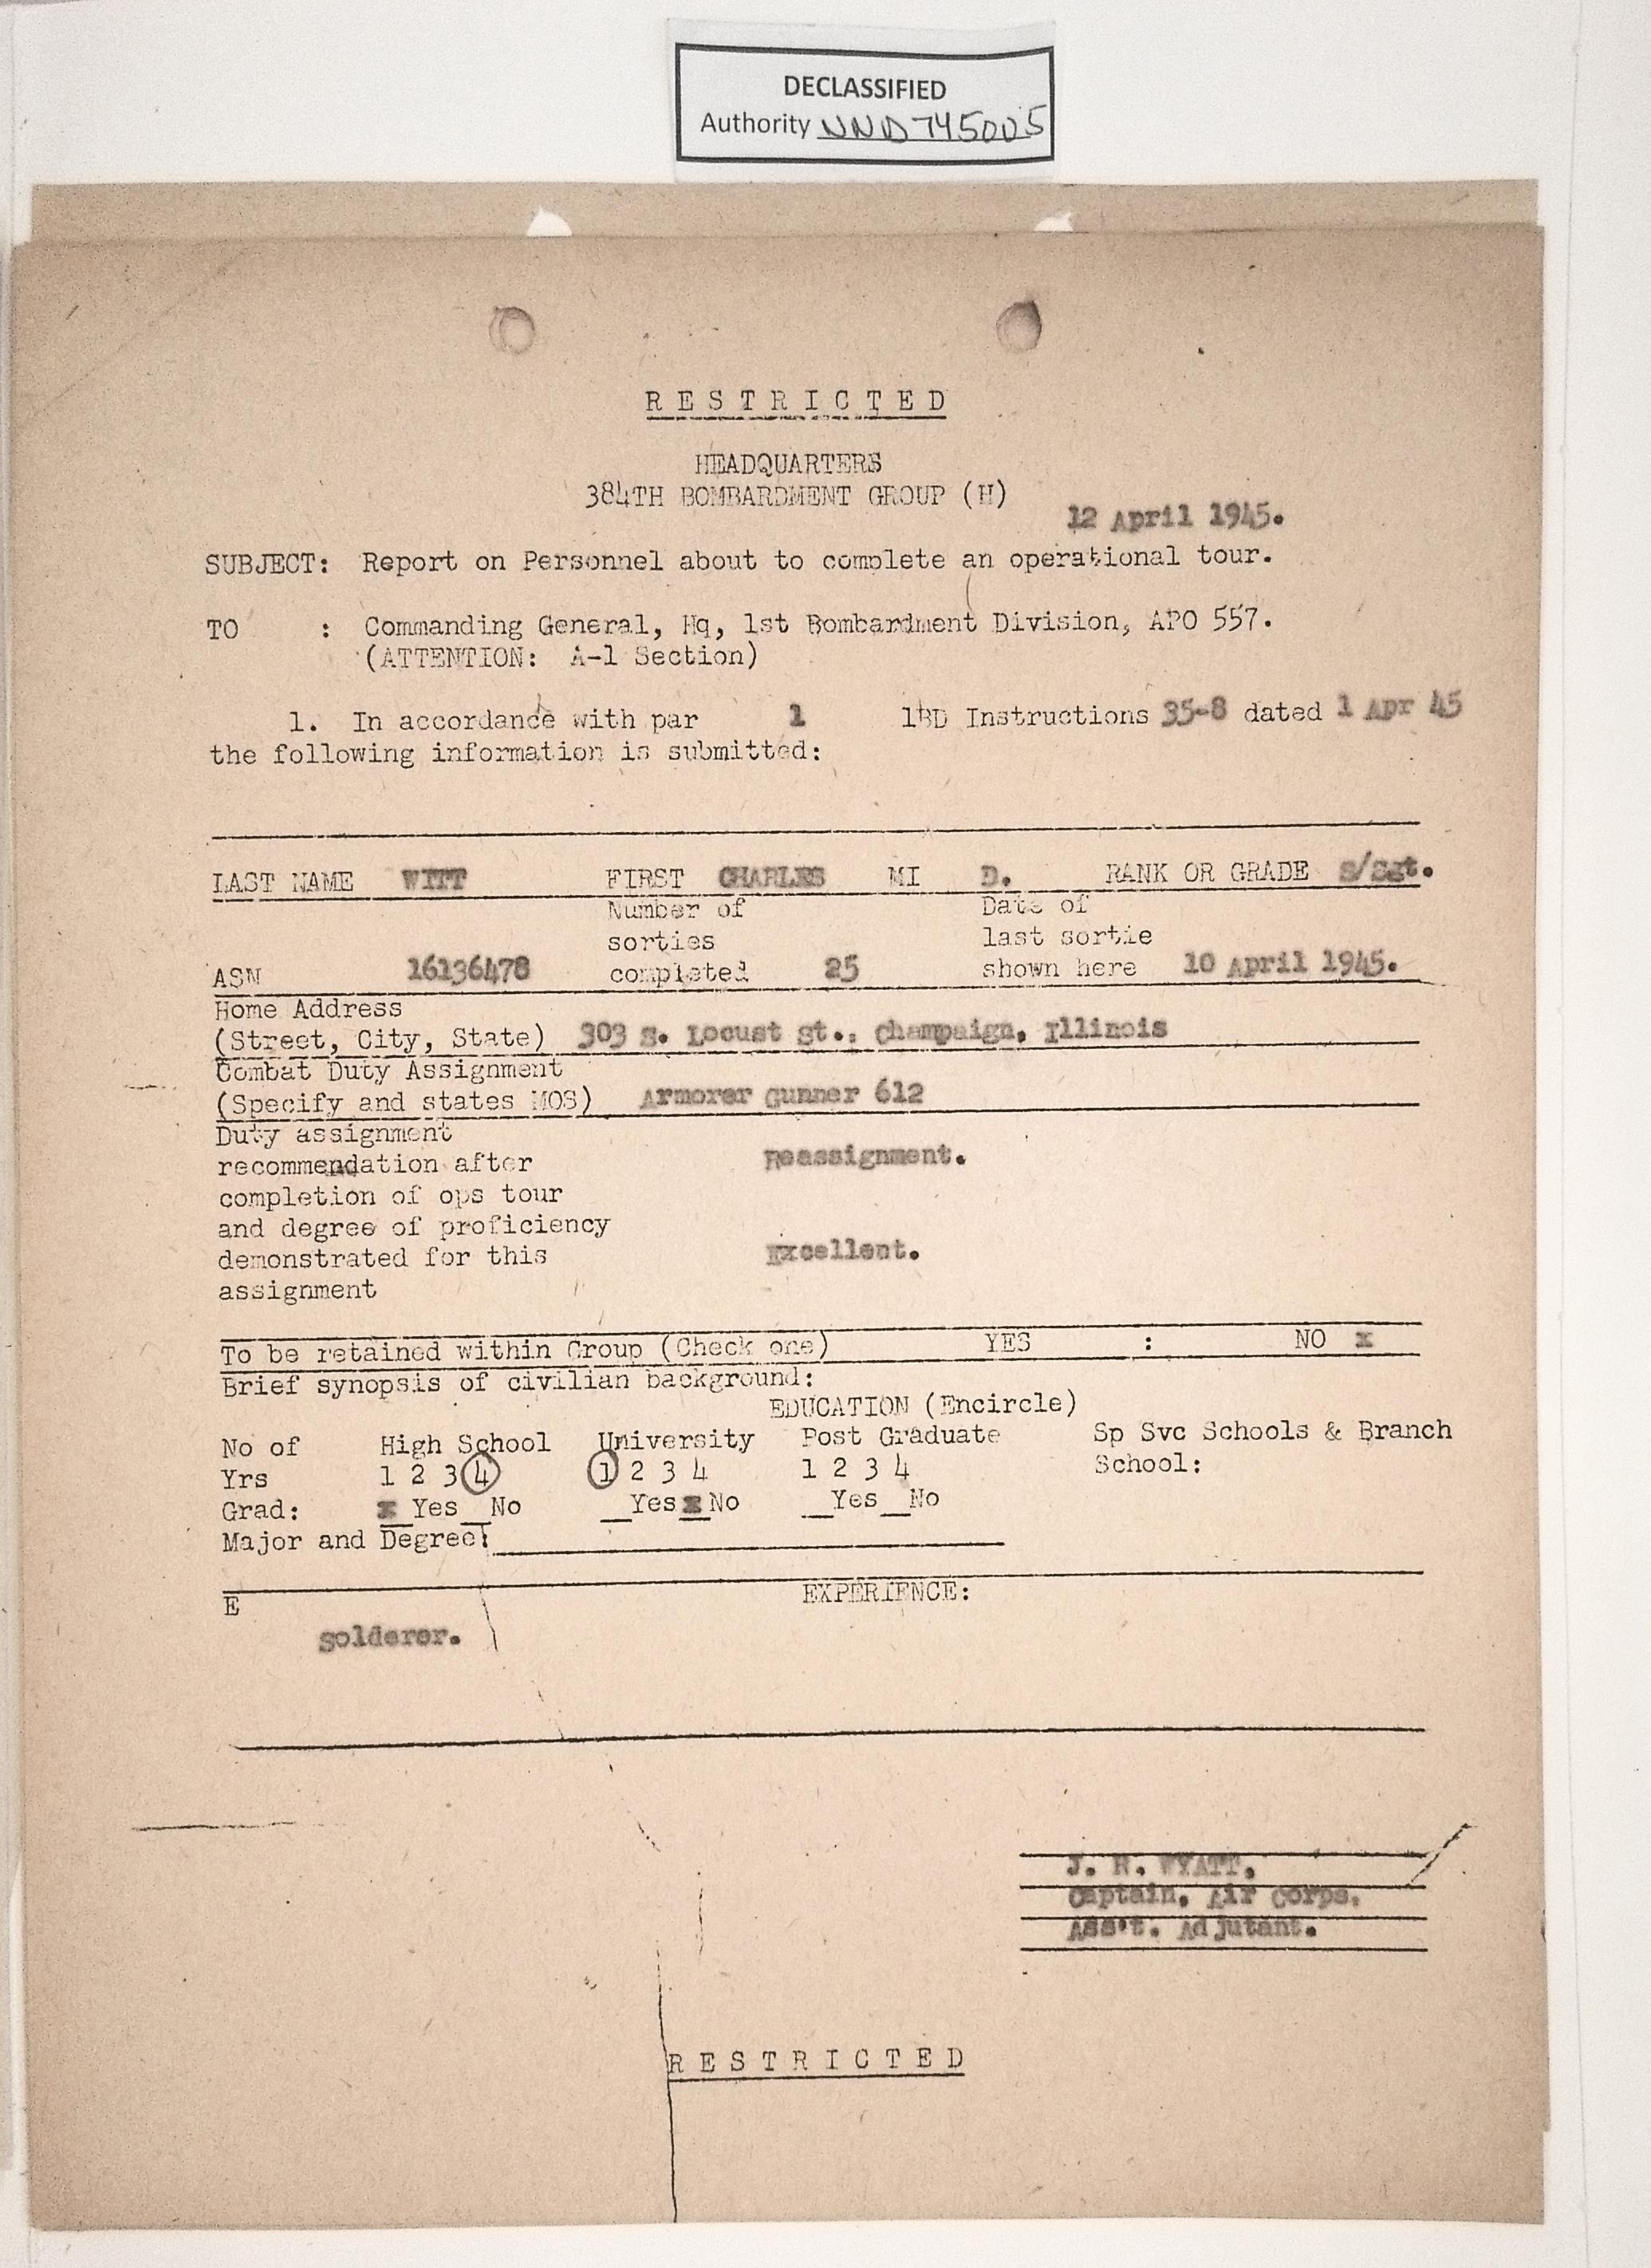 DECLASSIFIED
Authority NND 745005
R E S T R I C T E D
HEADQUARTERS
384TH BOMBARDMENT GROUP (H)
12 April 1945.
SUBJECT: Report on Personnel about to complete an operational tour.
TO : Commanding General, Hq, 1st Bombardment Division, APO 557.
(ATTENTION: A-1 Section)
1. In accordance with par 1 1BD Instructions 35-8 dated 1 Apr 45
the following information is submitted:
LAST NAME WITT FIRST CHARLES MI D. RANK OR GRADE S/Sgt.
Number of Date of
sorties last sortie
ASN 16136478 completed 25 shown here 10 April 1945.
Home Address
(Street, City, State) 303 S. Locust St., Champaign, Illinois
Combat Duty Assignment
(Specify and states MOS) Armorer Gunner 612
Duty assignment
recommendation after Reassignment.
completion of ops tour
and degree of proficiency
demonstrated for this Excellent.
assignment
To be retained within Group (Check one) YES : NO x
Brief synopsis of civilian background:
EDUCATION (Encircle)
No of High School University Post Graduate Sp Svc Schools & Branch
Yrs 1 2 3 4 1 2 3 4 1 2 3 4 School:
Grad: x Yes _No _Yes x No _Yes _No
Major and Degree:
E EXPERIENCE:
Solderer.
J. R. WYATT,
Captain, Air Corps,
Ass't. Adjutant.
R E S T R I C T E D